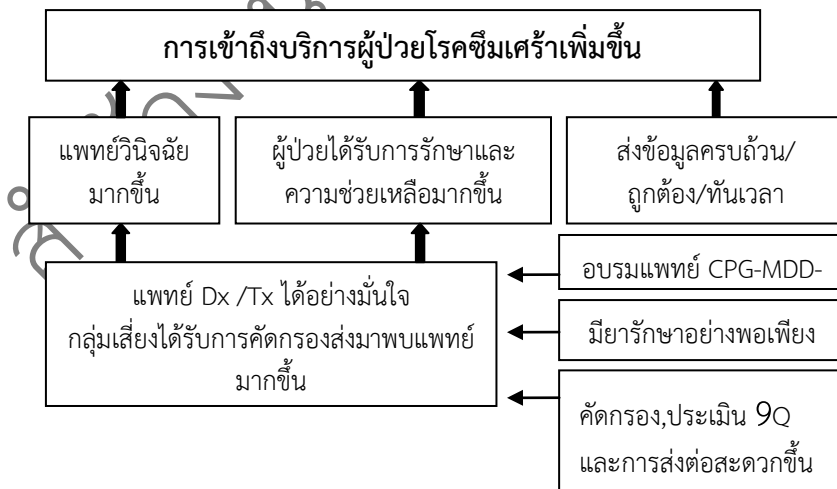 การเข้าถึงบริการผู้ป่วยโรคซึมเศร้าเพิ่มขึ้น
แพทย์วินิจฉัย
มากขึ้น
ผู้ป่วยได้รับการรักษาและ
ความช่วยเหลือมากขึ้น
ส่งข้อมูลครบถ้วน/
ถูกต้อง/ทันเวลา
แพทย์ Dx /Tx ได้อย่างมั่นใจ
กลุ่มเสี่ยงได้รับการคัดกรองส่งมาพบแพทย์
มากขึ้น
อบรมแพทย์ CPG-MDD-
มียารักษาอย่างพอเพียง
คัดกรอง,ประเมิน 9Q
และการส่งต่อสะดวกขึ้น